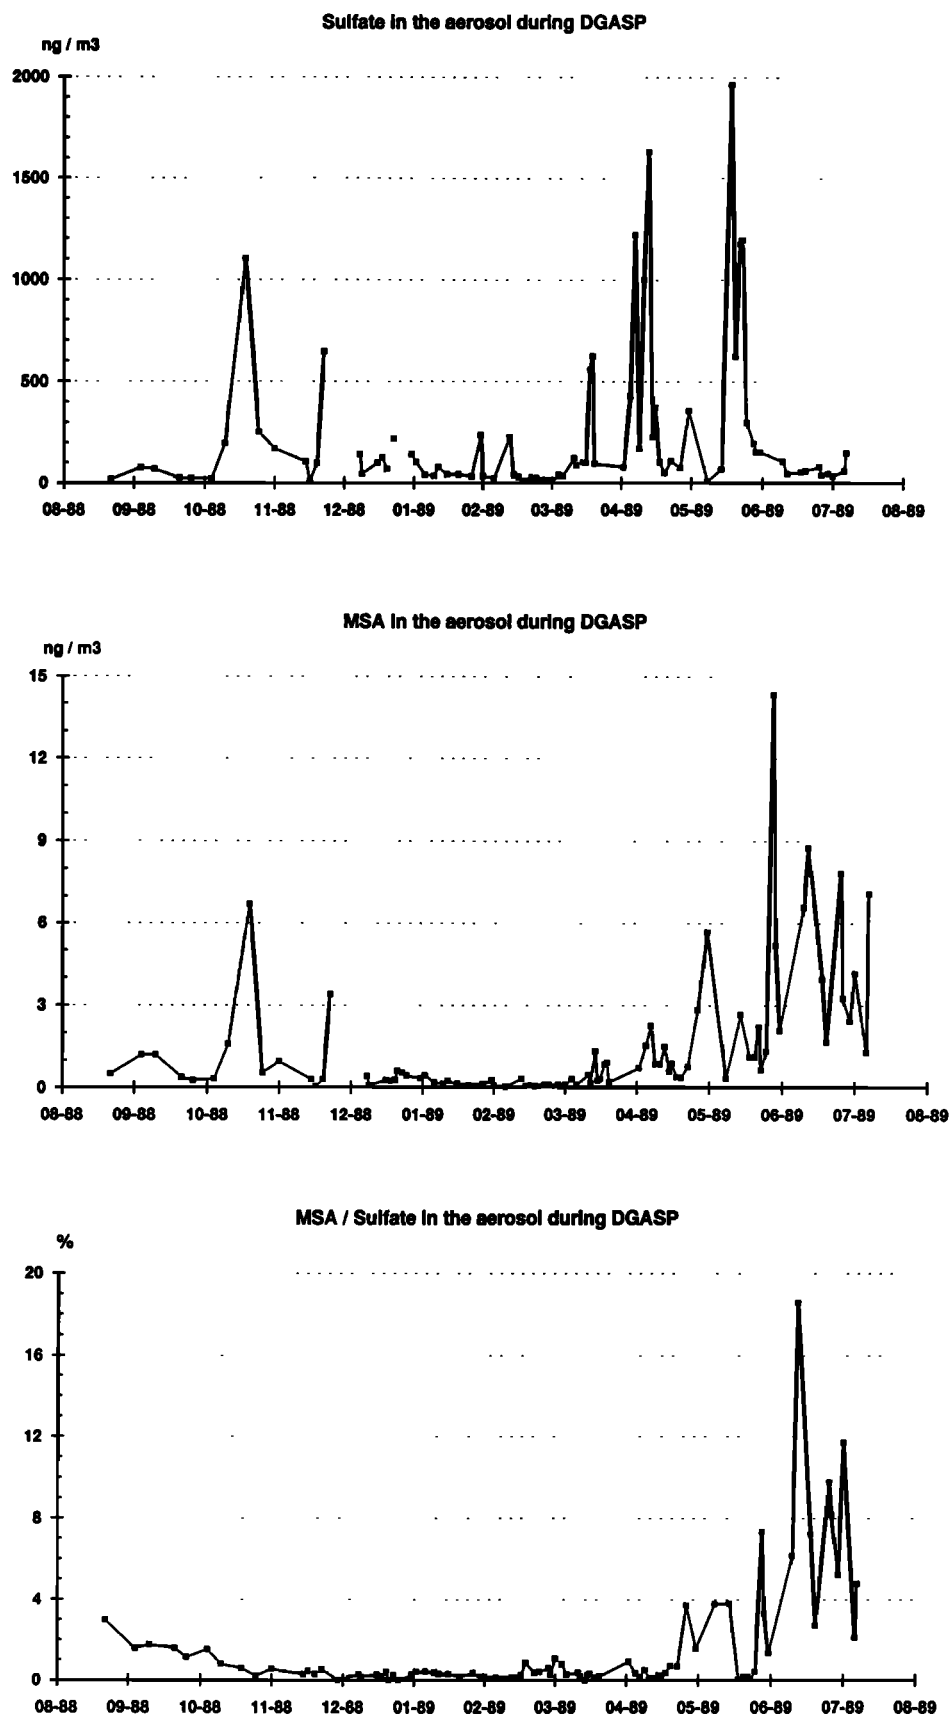 Sulfate in the aerosol during DGASP
ng / m3
2000
1500
1000
500
0
08-88 09-88 10-88 11-88 12-88 01-89 02-89 03-89 04-89 05-89 06-89 07-89 08-89
MSA in the aerosol during DGASP
ng / m3
15
12
9
6
3
0
08-88 09-88 10-88 11-88 12-88 01-89 02-89 03-89 04-89 05-89 06-89 07-89 08-89
MSA / Sulfate in the aerosol during DGASP
%
20
16
12
8
4
0
08-88 09-88 10-88 11-88 12-88 01-89 02-89 03-89 04-89 05-89 06-89 07-89 08-89